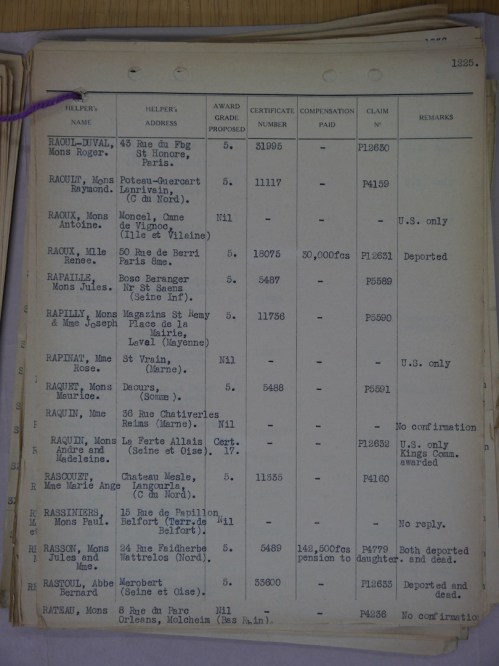 1225.
HELPER's NAME HELPER's ADDRESS AWARD GRADE PROPOSED CERTIFICATE NUMBER COMPENSATION PAID CLAIM Nº REMARKS
RAOUL-DUVAL, 43 Rue du Fbg 5. 31995 - P12630
Mons Roger. St Honore,
Paris.
RAOULT, Mons Poteau-Guercart 5. 11117 - P4159
Raymond. Lanrivain,
(C du Nord).
RAOUX, Mons Moncel, Cmne Nil - - - U.S. only
Antoine. de Vignoc,
(Ille et Vilaine)
RAOUX, Mlle 50 Rue de Berri 5. 18075 30,000fcs P12631 Deported
Renee. Paris 8me.
RAPAILLE, Bosc Beranger 5. 5487 - P5589
Mons Jules. Nr St Saens
(Seine Inf).
RAPILLY, Mons Magazins St Remy 5. 11736 - P5590
& Mme Joseph Place de la
Mairie,
Laval (Mayenne)
RAPINAT, Mme St Vrain, Nil - - - U.S. only
Rose. (Marne).
RAQUET, Mons Daours, 5. 5488 - P5591
Maurice. (Somm ).
RAQUIN, Mme 36 Rue Chativerles
Reims (Marne). Nil - - - No confirmation
RAQUIN, Mons La Ferte Allais Cert. - P12632 U.S. only
Andre and (Seine et Oise). 17. Kings Comm.
Madeleine. awarded
RASCOUET, Chateau Mesle, 5. 11335 - P4160
Mme Marie Ange Langourla,
(C du Nord).
RASSINDERS, 15 Rue de Papillon
Mons Paul. Belfort (Terr.de Nil - - - No reply.
Belfort).
RASSON, Mons 24 Rue Faidherbe 5. 5489 142,500fcs P4779 Both deported
Jules and Wattrelos (Nord). pension to daughter. and dead.
Mme.
RASTOUL, Abbe Merobert 5. 33600 - P12633 Deported and
Bernard (Seine et Oise). dead.
RATEAU, Mons 8 Rue du Parc Nil - - P4236 No confirmatio
Orleans, Molcheim (Bas Rhin).